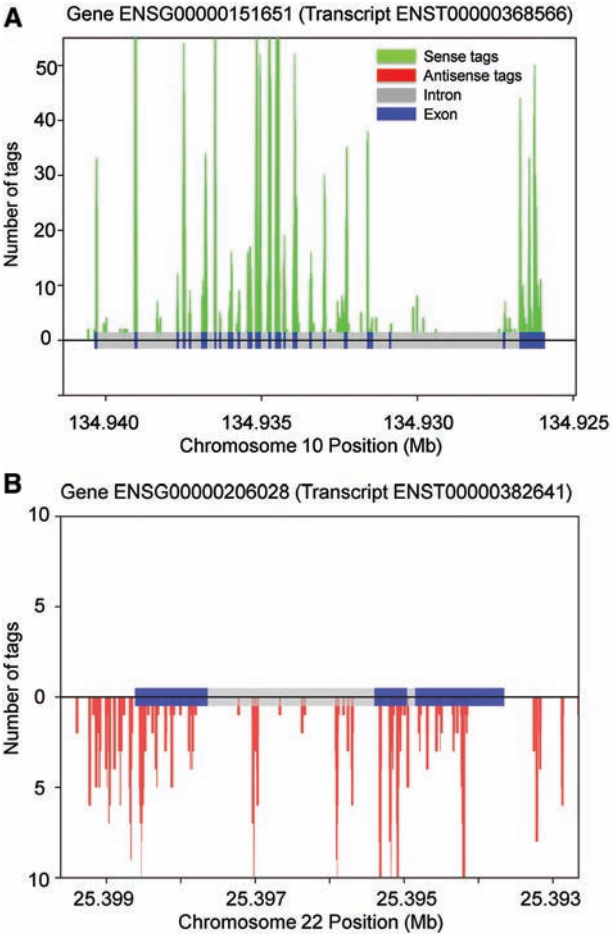 A
Gene ENSG00000151651 (Transcript ENST00000368566)
Sense tags
Antisense tags
Intron
Exon
Number of tags
50
40
30
20
10
0
134.940
134.935
134.930
134.925
Chromosome 10 Position (Mb)
B
Gene ENSG00000206028 (Transcript ENST00000382641)
Number of tags
10
5
0
5
10
25.399
25.397
25.395
25.393
Chromosome 22 Position (Mb)